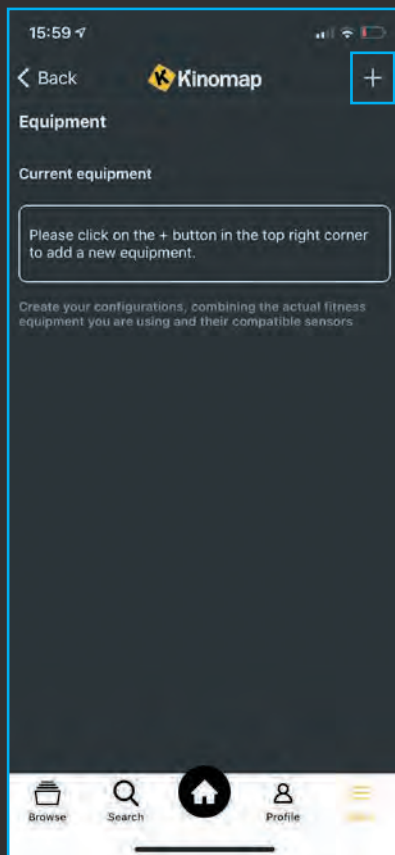 15:59
Back
Kinomap
+
Equipment
Current equipment
Please click on the + button in the top right corner
to add a new equipment.
Create your configurations, combining the actual fitness
equipment you are using and their compatible sensors
Browse
Search
Profile